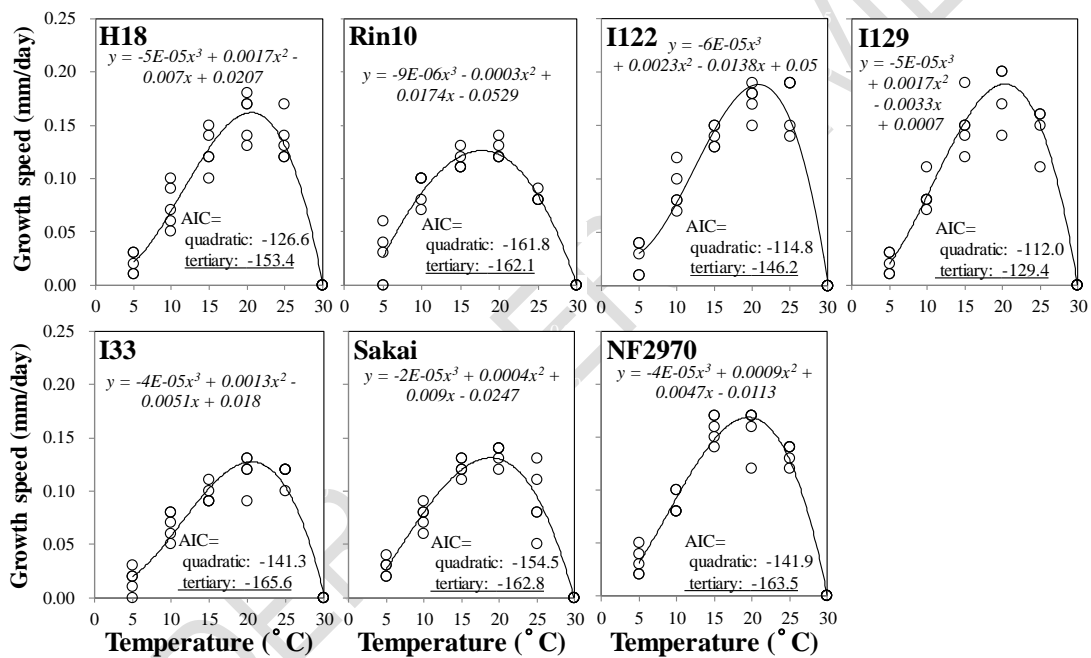 H18
y = -5E-05x³ + 0.0017x² -
0.007x + 0.0207
AIC=
quadratic: -126.6
tertiary: -153.4
Rin10
y = -9E-06x³ - 0.0003x² +
0.0174x - 0.0529
AIC=
quadratic: -161.8
tertiary: -162.1
I122
y = -6E-05x³
+ 0.0023x² - 0.0138x + 0.05
AIC=
quadratic: -114.8
tertiary: -146.2
I129
y = -5E-05x³
+ 0.0017x²
- 0.0033x
+ 0.0007
AIC=
quadratic: -112.0
tertiary: -129.4
Growth speed (mm/day)
0.25
0.20
0.15
0.10
0.05
0.00
0 5 10 15 20 25 30
0 5 10 15 20 25 30
0 5 10 15 20 25 30
0 5 10 15 20 25 30
I33
y = -4E-05x³ + 0.0013x² -
0.0051x + 0.018
AIC=
quadratic: -141.3
tertiary: -165.6
Sakai
y = -2E-05x³ + 0.0004x² +
0.009x - 0.0247
AIC=
quadratic: -154.5
tertiary: -162.8
NF2970
y = -4E-05x³ + 0.0009x² +
0.0047x - 0.0113
AIC=
quadratic: -141.9
tertiary: -163.5
Growth speed (mm/day)
0.25
0.20
0.15
0.10
0.05
0.00
0 5 10 15 20 25 30
0 5 10 15 20 25 30
0 5 10 15 20 25 30
Temperature (°C)
Temperature (°C)
Temperature (°C)